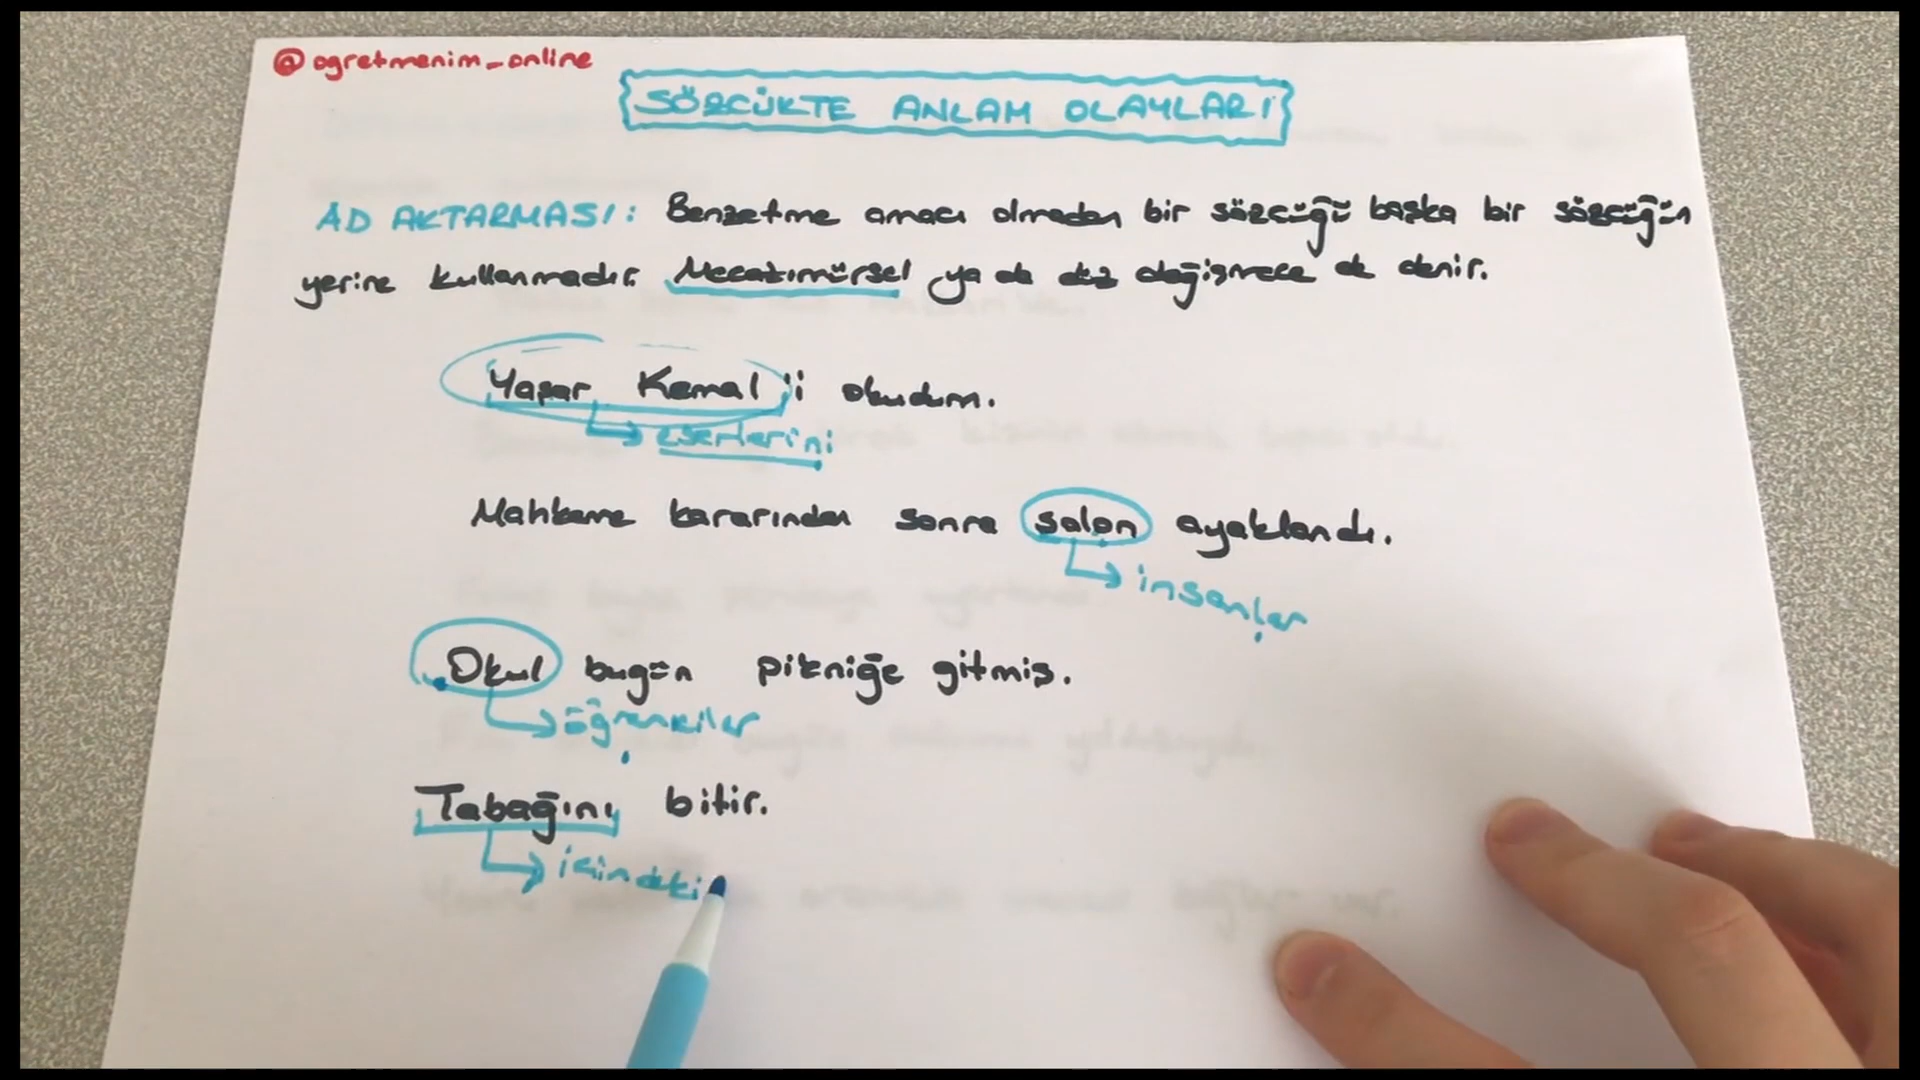 @ogretmenim_online
SÖZCÜKTE ANLAM OLAYLARI
AD AKTARMASI: Benzetme amacı olmadan bir sözcüğü başka bir sözcüğün
yerine kullanmadır. Mecazımürsel ya da düz değişmece de denir.
Yaşar Kemal'i okudum.
eserlerini
Mahkeme kararından sonra salon ayaklandı.
insanlar
Okul bugün pikniğe gitmiş.
öğrenciler
Tabağını bitir.
içindeki